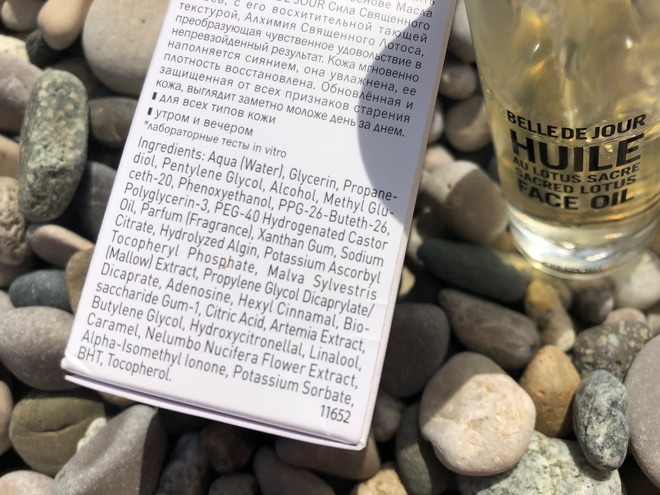 основе Масла
DE JOUR Сила Священного
с его восхитительной тающей
текстурой, Алхимия Священного Лотоса,
преобразующая чувственное удовольствие в
непревзойденный результат. Кожа мгновенно
наполняется сиянием, она увлажнена, ее
плотность восстановлена. Обновлённая и
защищенная от всех признаков старения
кожа, выглядит заметно моложе день за днем.
для всех типов кожи
утром и вечером
*лабораторные тесты in vitro
Ingredients: Aqua (Water), Glycerin, Propane-
diol, Pentylene Glycol, Alcohol, Methyl Glu-
ceth-20, Phenoxyethanol, PPG-26-Buteth-26,
Polyglycerin-3, PEG-40 Hydrogenated Castor
Oil, Parfum (Fragrance), Xanthan Gum, Sodium
Citrate, Hydrolyzed Algin, Potassium Ascorbyl
Tocopheryl Phosphate, Malva Sylvestris
(Mallow) Extract, Propylene Glycol Dicaprylate/
Dicaprate, Adenosine, Hexyl Cinnamal, Bio-
saccharide Gum-1, Citric Acid, Artemia Extract,
Butylene Glycol, Hydroxycitronellal, Linalool,
Caramel, Nelumbo Nucifera Flower Extract,
Alpha-Isomethyl Ionone, Potassium Sorbate,
BHT, Tocopherol.
11652
BELLE DE JOUR
HUILE
AU LOTUS SACRÉ
SACRED LOTUS
FACE OIL